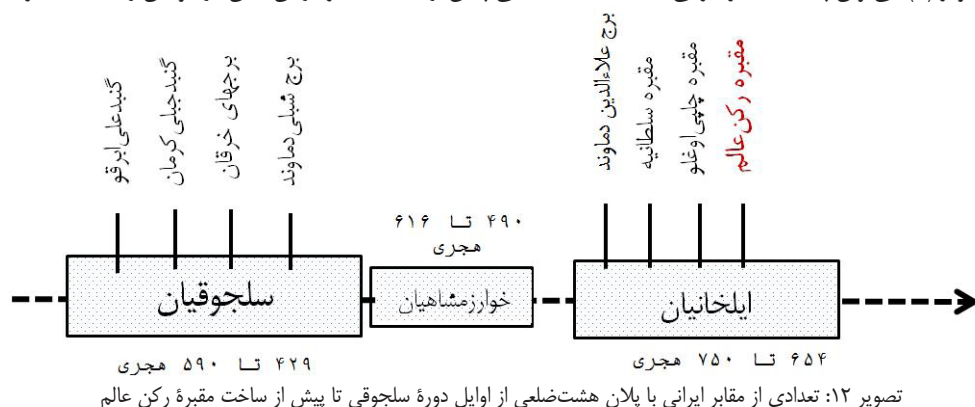 گنبدعلی‌ابرقو
گنبدجبلی‌کرمان
برجهای خرقان
برج شبلی‌دماوند
برج علاءالدین دماوند
مقبره سلطانیه
مقبره چلپی‌اوغلو
مقبره رکن‌عالم
۴۹۰ تا ۶۱۶
هجری
سلجوقیان
خوارزمشاهیان
ایلخانیان
۴۲۹ تا ۵۹۰ هجری
۶۵۴ تا ۷۵۰ هجری
تصویر ۱۲: تعدادی از مقابر ایرانی با پلان هشت‌ضلعی از اوایل دورهٔ سلجوقی تا پیش از ساخت مقبرهٔ رکن عالم